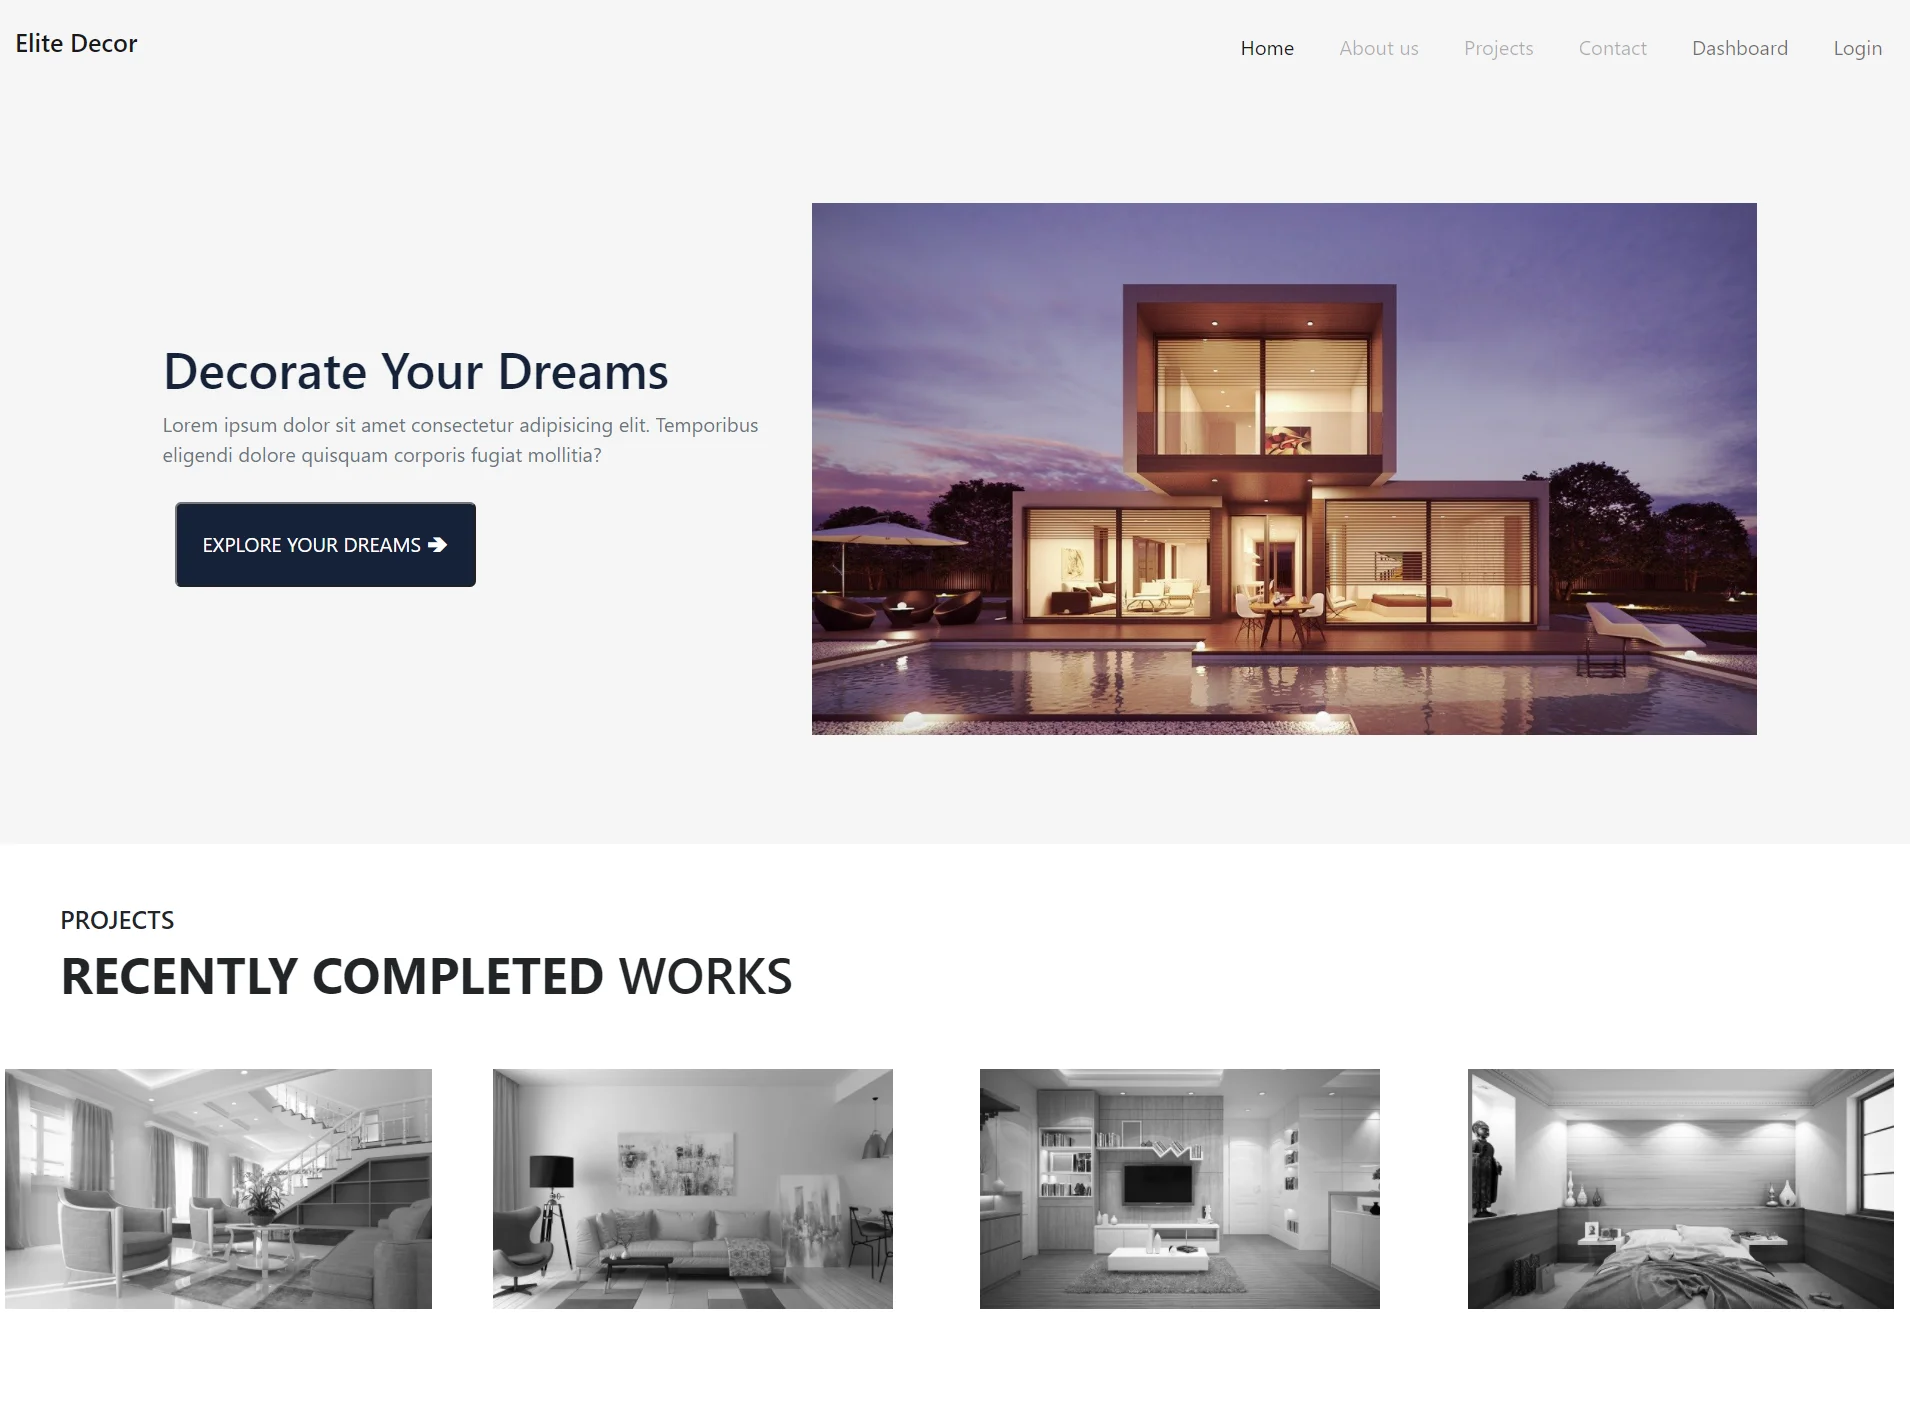 Elite Decor
Home About us Projects Contact Dashboard Login
Decorate Your Dreams
Lorem ipsum dolor sit amet consectetur adipisicing elit. Temporibus
eligendi dolore quisquam corporis fugiat mollitia?
EXPLORE YOUR DREAMS 🡲
PROJECTS
RECENTLY COMPLETED WORKS